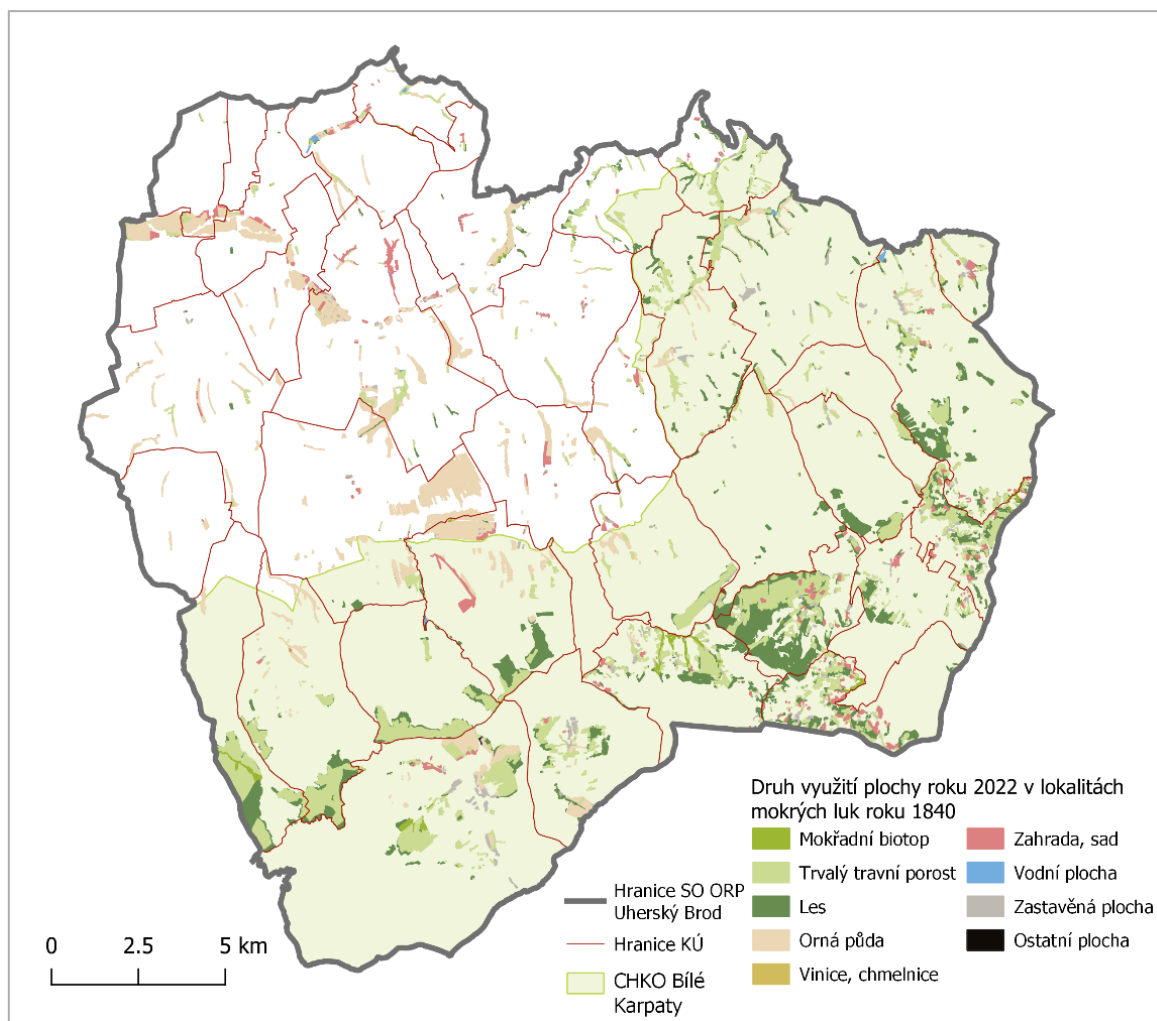 Druh využití plochy roku 2022 v lokalitách
mokrých luk roku 1840
Mokřadní biotop
Trvalý travní porost
Les
Orná půda
Vinice, chmelnice
Zahrada, sad
Vodní plocha
Zastavěná plocha
Ostatní plocha
Hranice SO ORP
Uherský Brod
Hranice KÚ
CHKO Bílé
Karpaty
0 2.5 5 km